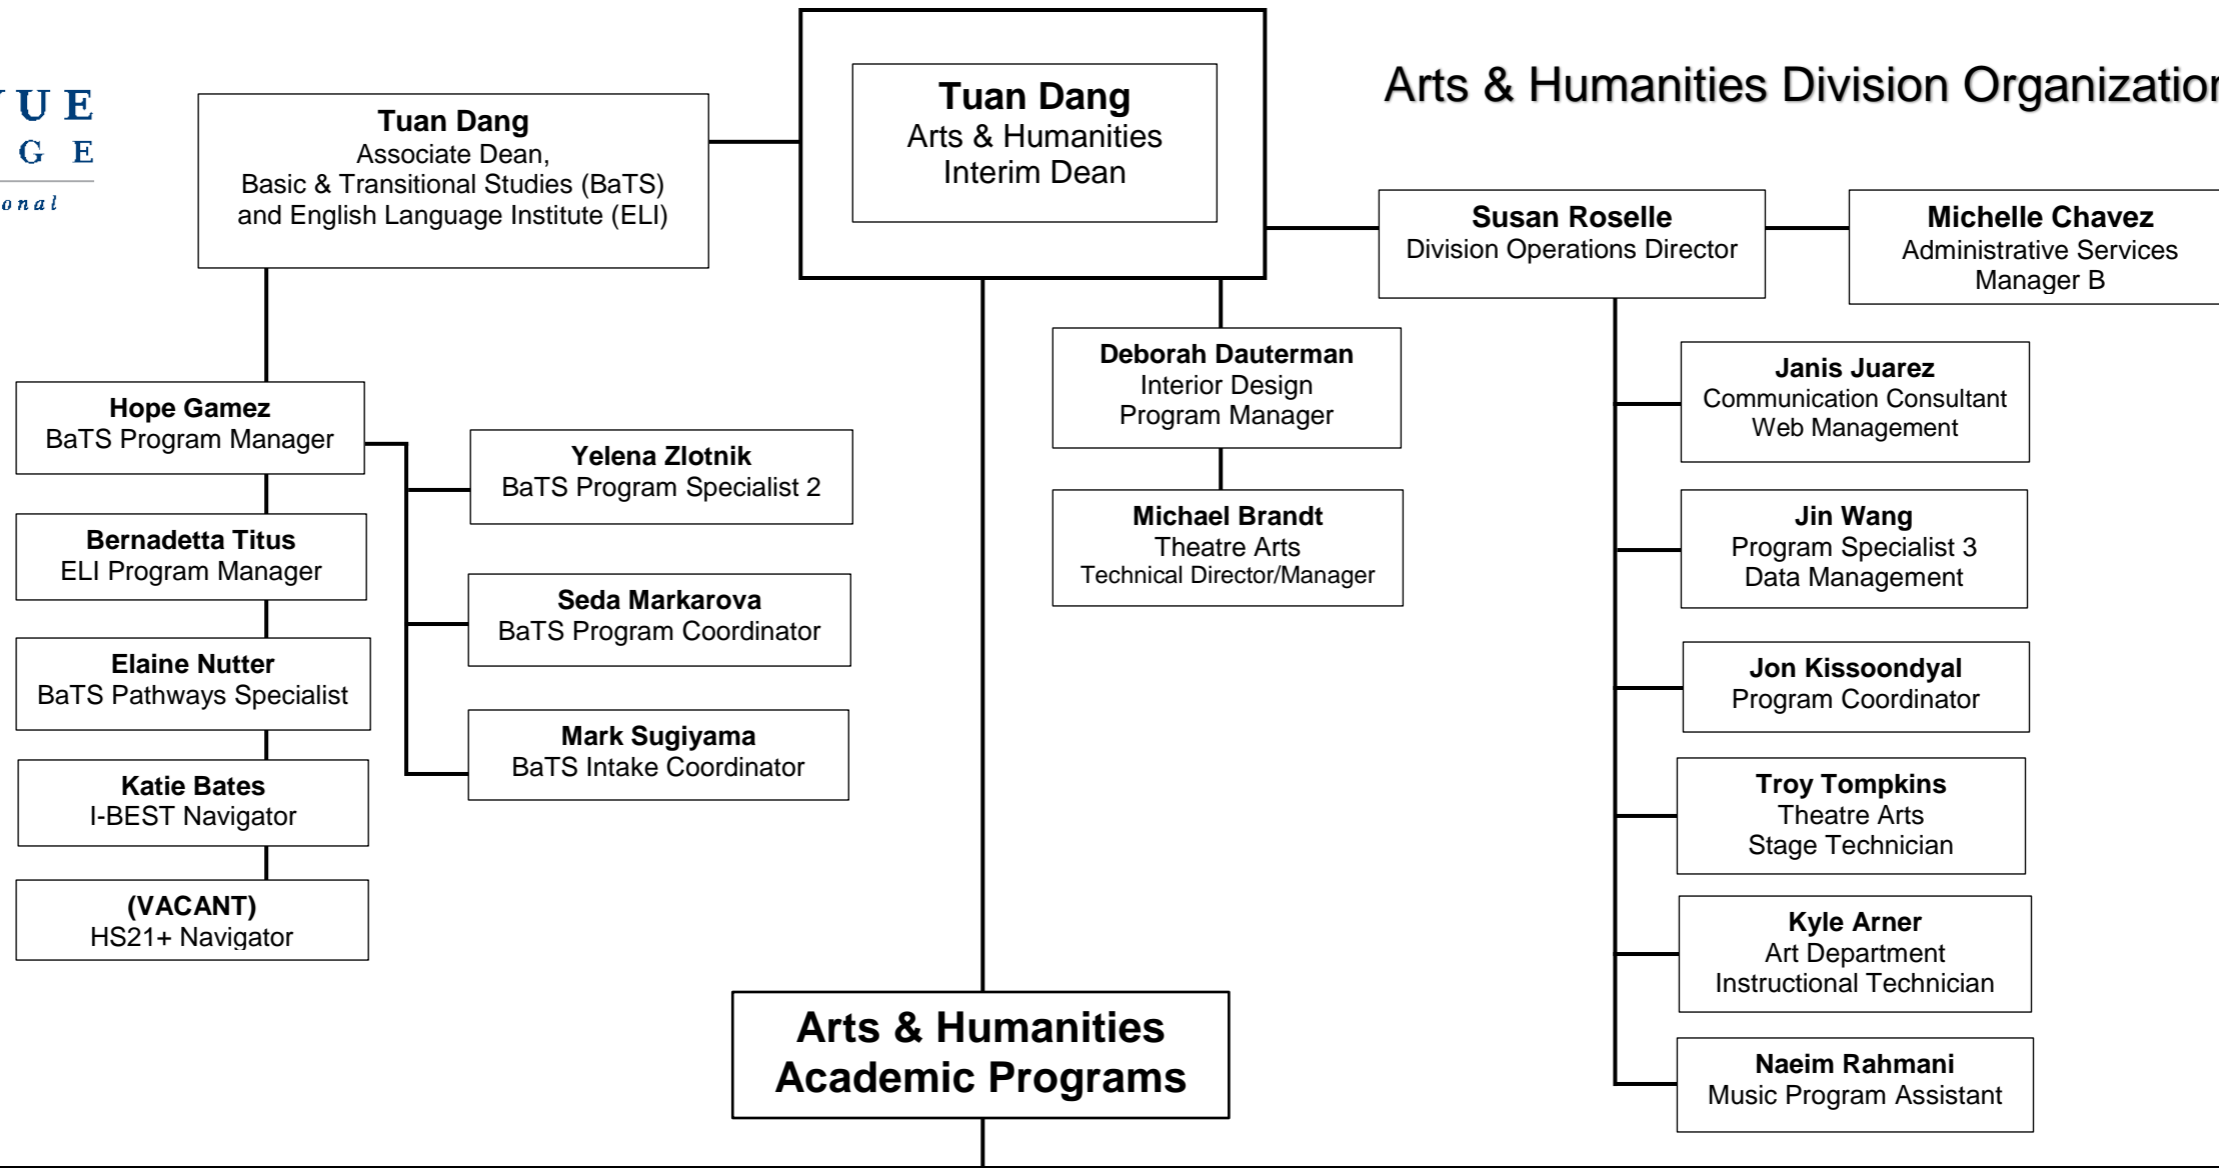 U E
G E
Arts & Humanities Division Organization
Tuan Dang
Associate Dean,
Basic & Transitional Studies (BaTS)
and English Language Institute (ELI)
Tuan Dang
Arts & Humanities
Interim Dean
Susan Roselle
Division Operations Director
Michelle Chavez
Administrative Services
Manager B
Hope Gamez
BaTS Program Manager
Bernadetta Titus
ELI Program Manager
Elaine Nutter
BaTS Pathways Specialist
Katie Bates
I-BEST Navigator
(VACANT)
HS21+ Navigator
Yelena Zlotnik
BaTS Program Specialist 2
Seda Markarova
BaTS Program Coordinator
Mark Sugiyama
BaTS Intake Coordinator
Deborah Dauterman
Interior Design
Program Manager
Michael Brandt
Theatre Arts
Technical Director/Manager
Janis Juarez
Communication Consultant
Web Management
Jin Wang
Program Specialist 3
Data Management
Jon Kissoondyal
Program Coordinator
Troy Tompkins
Theatre Arts
Stage Technician
Kyle Arner
Art Department
Instructional Technician
Naeim Rahmani
Music Program Assistant
Arts & Humanities
Academic Programs